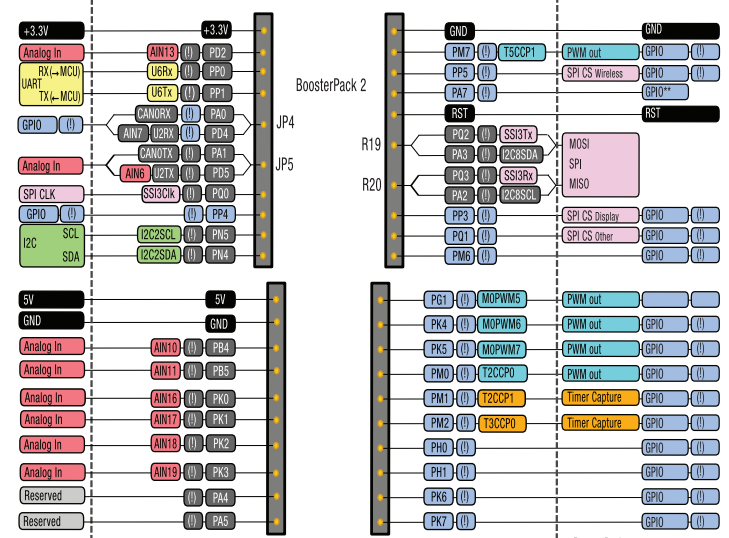 +3.3V +3.3V GND GND
Analog In AIN13 (!) PD2 PM7 (!) T5CCP1 PWM out GPIO (!)
RX(→MCU) U6Rx (!) PP0 PP5 (!) SPI CS Wireless GPIO (!)
UART
TX(←MCU) U6Tx (!) PP1 BoosterPack 2 PA7 (!) GPIO**
CAN0RX (!) PA0 RST RST
GPIO (!) JP4
AIN7 U2RX (!) PD4 PQ2 (!) SSI3Tx
R19 MOSI
CAN0TX (!) PA1 PA3 (!) I2C8SDA
Analog In JP5 SPI
AIN6 U2TX (!) PD5 PQ3 (!) SSI3Rx
R20 MISO
SPI CLK SSI3Clk (!) PQ0 PA2 (!) I2C8SCL
GPIO (!) (!) PP4 PP3 (!) SPI CS Display GPIO (!)
SCL I2C2SCL (!) PN5 PQ1 (!) SPI CS Other GPIO (!)
I2C
SDA I2C2SDA (!) PN4 PM6 (!) GPIO (!)
5V 5V PG1 (!) M0PWM5 PWM out
GND GND PK4 (!) M0PWM6 PWM out GPIO (!)
Analog In AIN10 (!) PB4 PK5 (!) M0PWM7 PWM out GPIO (!)
Analog In AIN11 (!) PB5 PM0 (!) T2CCP0 PWM out GPIO (!)
Analog In AIN16 (!) PK0 PM1 (!) T2CCP1 Timer Capture GPIO (!)
Analog In AIN17 (!) PK1 PM2 (!) T3CCP0 Timer Capture GPIO (!)
Analog In AIN18 (!) PK2 PH0 (!) GPIO (!)
Analog In AIN19 (!) PK3 PH1 (!) GPIO (!)
Reserved (!) PA4 PK6 (!) GPIO (!)
Reserved (!) PA5 PK7 (!) GPIO (!)